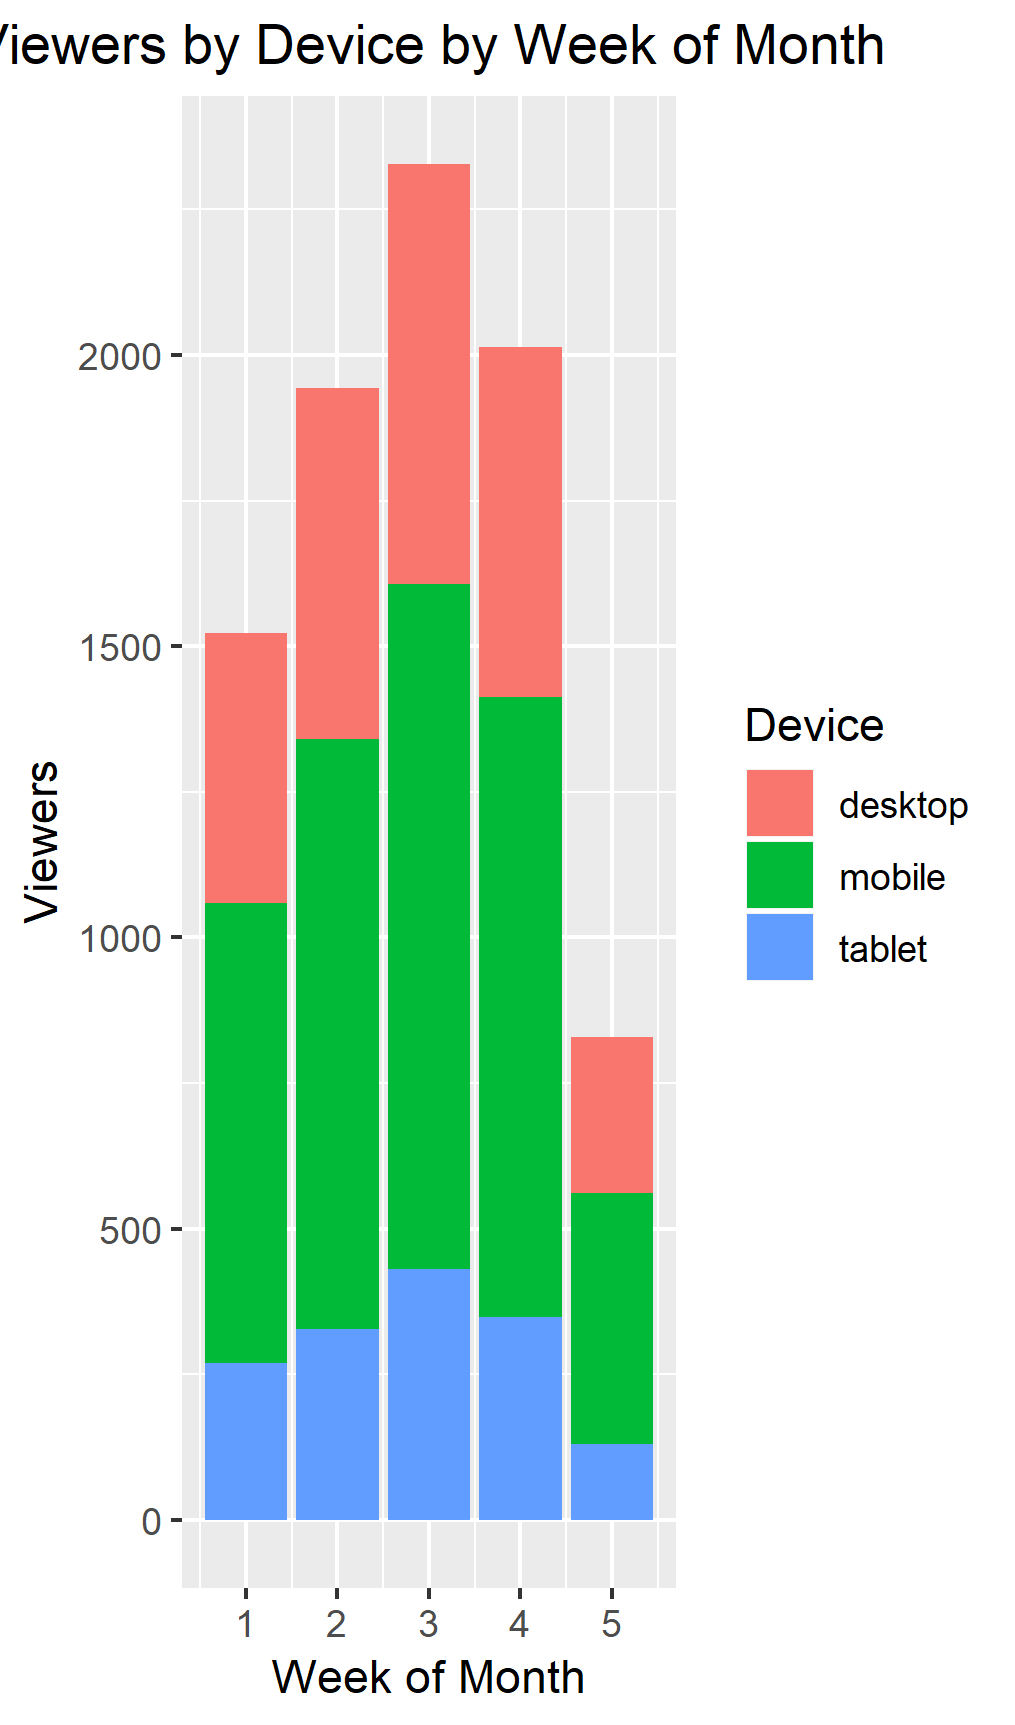 Viewers by Device by Week of Month
2000
1500
1000
500
0
Viewers
1 2 3 4 5
Week of Month
Device
desktop
mobile
tablet